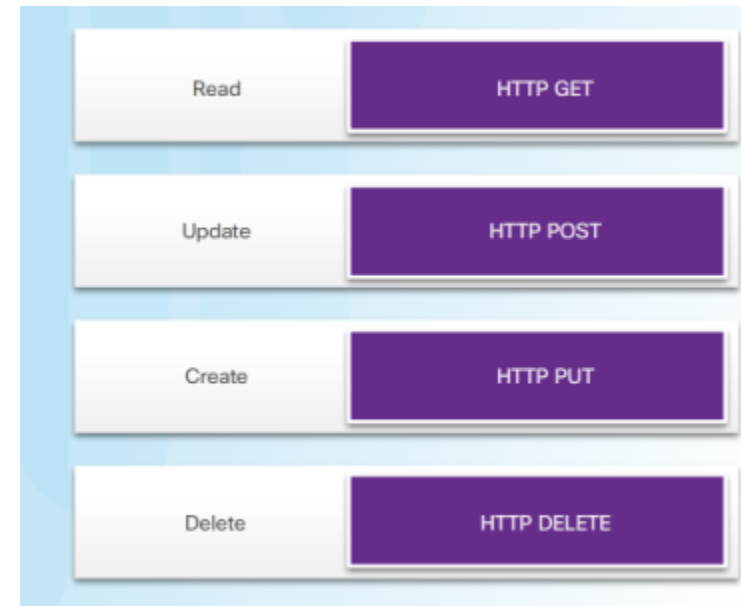 Read HTTP GET
Update HTTP POST
Create HTTP PUT
Delete HTTP DELETE